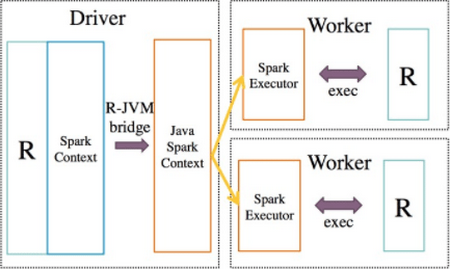 Driver
R
Spark
Context
R-JVM
bridge
Java
Spark
Context
Worker
Spark
Executor
exec
R
Worker
Spark
Executor
exec
R